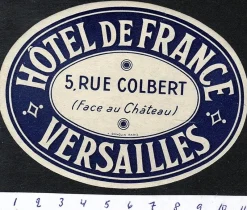 HÔTEL DE FRANCE
5, RUE COLBERT
(Face au Château)
VERSAILLES
1 2 3 4 5 6 7 8 9 10 11